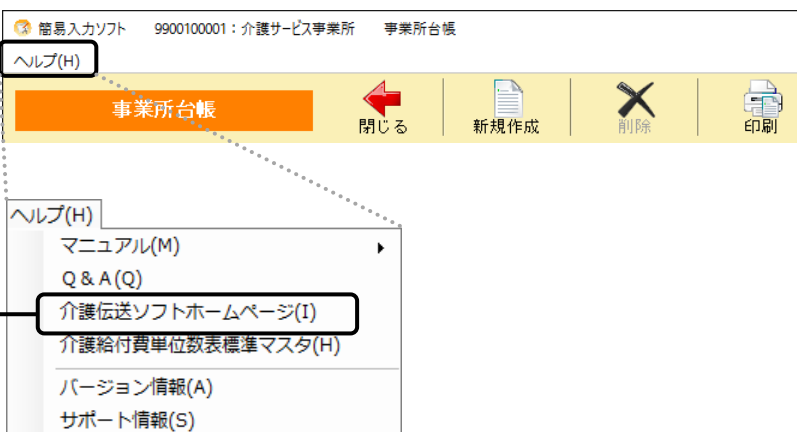 簡易入力ソフト　9900100001：介護サービス事業所　事業所台帳
ヘルプ(H)
事業所台帳　閉じる　新規作成　削除　印刷
ヘルプ(H)
マニュアル(M)
Q & A(Q)
介護伝送ソフトホームページ(I)
介護給付費単位数表標準マスタ(H)
バージョン情報(A)
サポート情報(S)